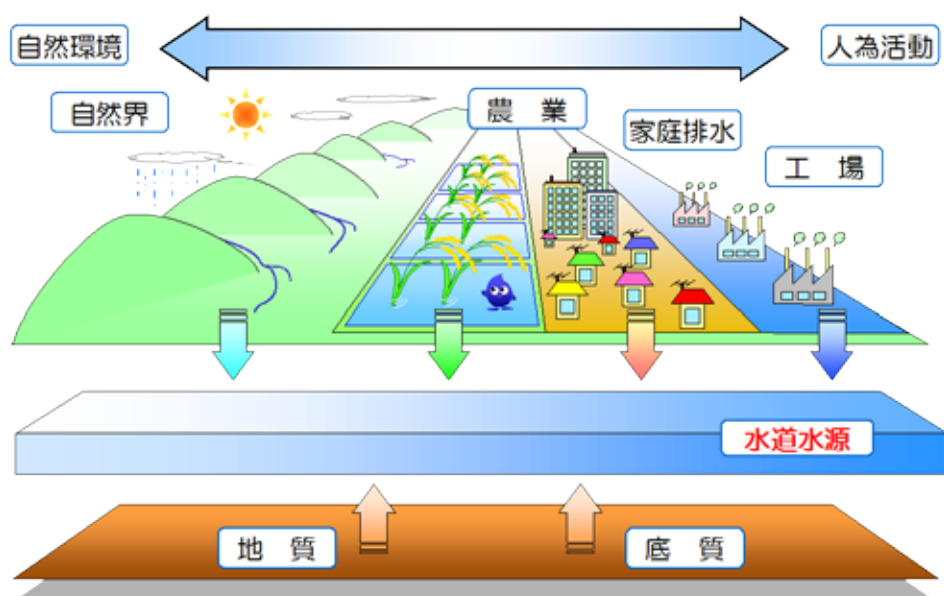 自然環境
人為活動
自然界
農　業
家庭排水
工　場
水道水源
地　質
底　質